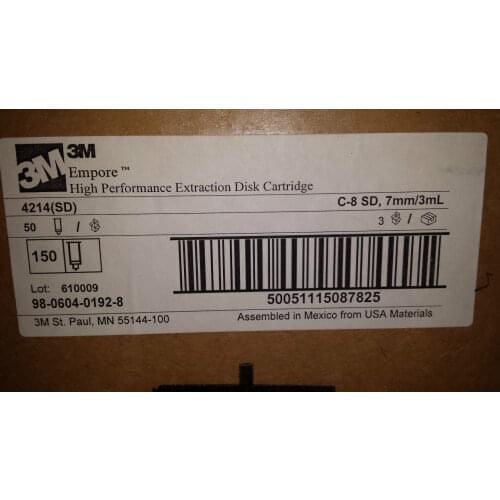 3M 3M
Empore™
High Performance Extraction Disk Cartridge
4214(SD) C-8 SD, 7mm/3mL
50 / 3 /
150
Lot: 610009
98-0604-0192-8 50051115087825
3M St. Paul, MN 55144-100 Assembled in Mexico from USA Materials